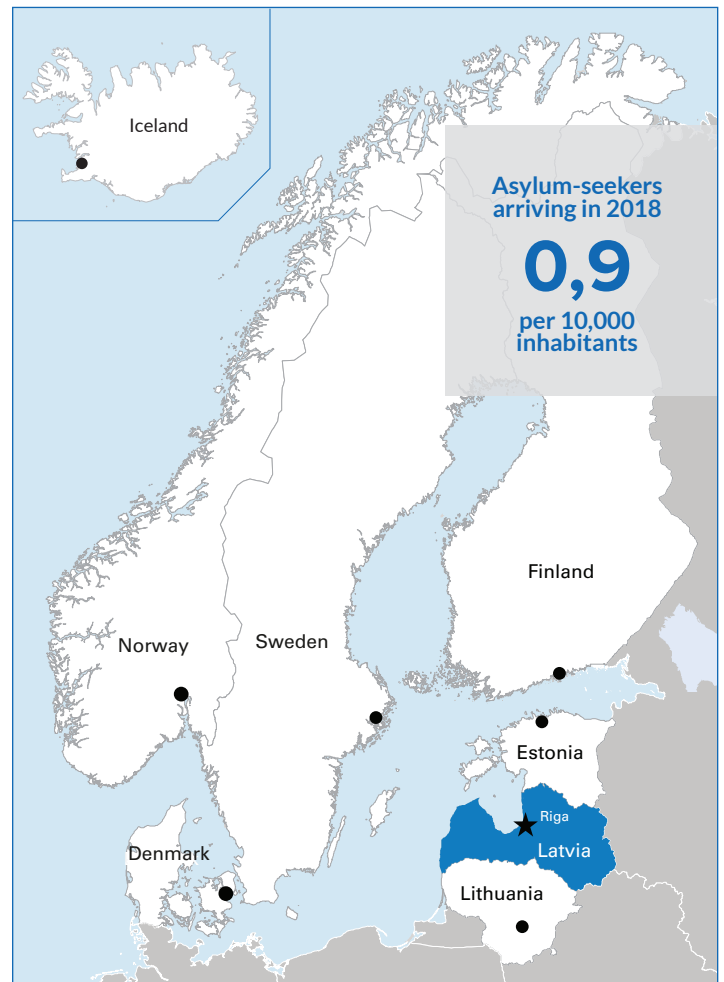 Iceland
Asylum-seekers
arriving in 2018
0,9
per 10,000
inhabitants
Finland
Norway
Sweden
Estonia
Riga
Latvia
Denmark
Lithuania